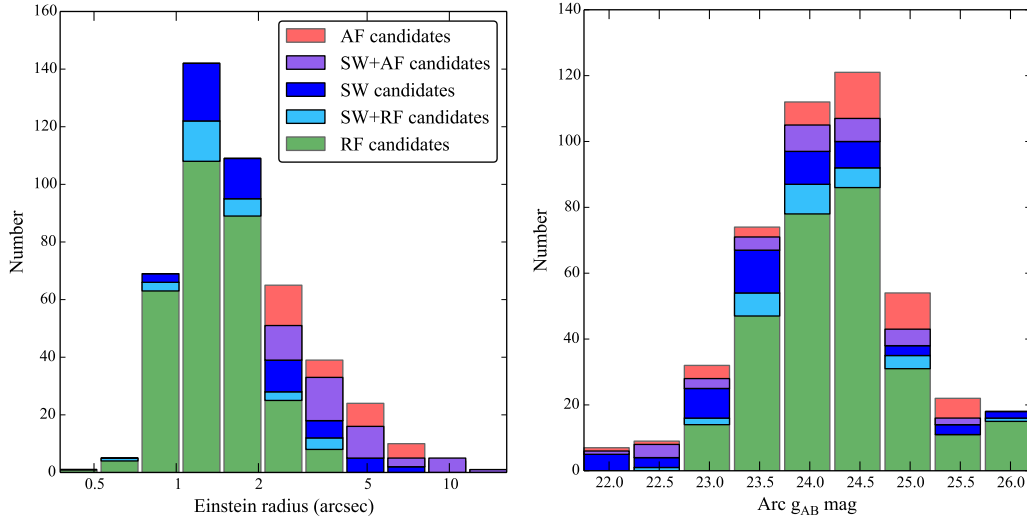 160
140
120
100
80
60
40
20
0
Number
0.5 1 2 5 10
Einstein radius (arcsec)
AF candidates
SW+AF candidates
SW candidates
SW+RF candidates
RF candidates
140
120
100
80
60
40
20
0
Number
22.0 22.5 23.0 23.5 24.0 24.5 25.0 25.5 26.0
Arc g_AB mag